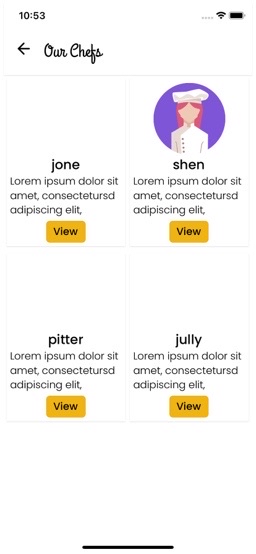 10:53
Our Chefs
jone
Lorem ipsum dolor sit
amet, consectetursd
adipiscing elit,
View
shen
Lorem ipsum dolor sit
amet, consectetursd
adipiscing elit,
View
pitter
Lorem ipsum dolor sit
amet, consectetursd
adipiscing elit,
View
jully
Lorem ipsum dolor sit
amet, consectetursd
adipiscing elit,
View